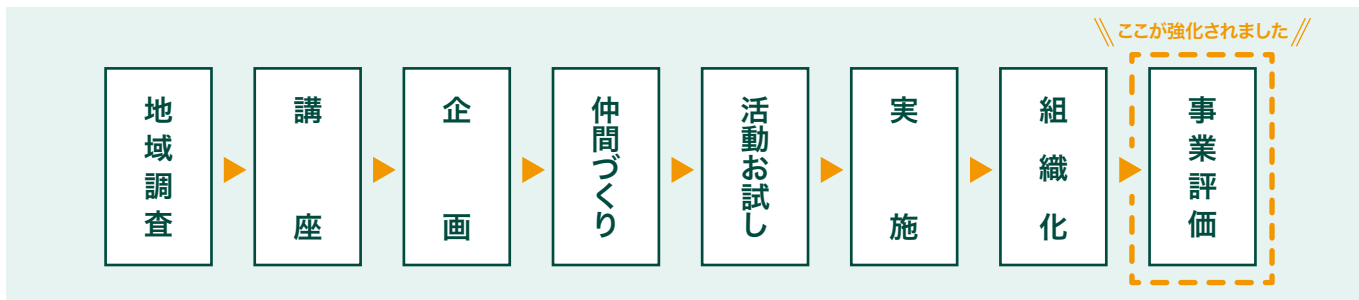 ここが強化されました
地域調査
講座
企画
仲間づくり
活動お試し
実施
組織化
事業評価